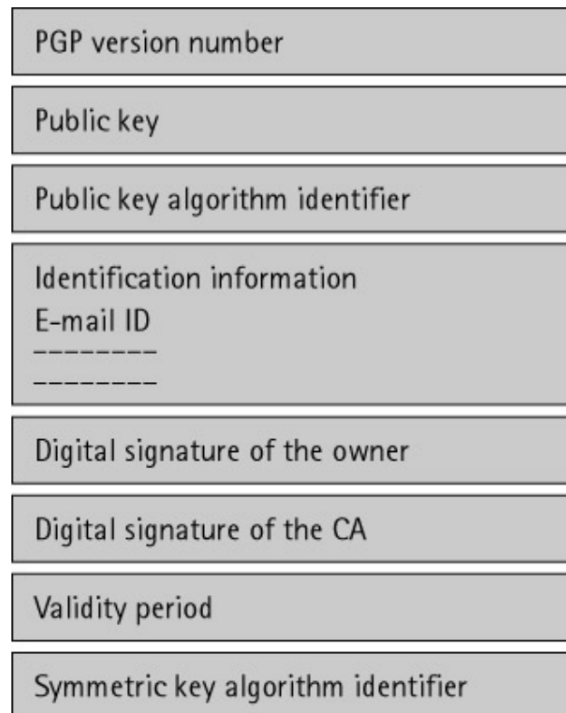 PGP version number
Public key
Public key algorithm identifier
Identification information
E-mail ID
---------
---------
Digital signature of the owner
Digital signature of the CA
Validity period
Symmetric key algorithm identifier